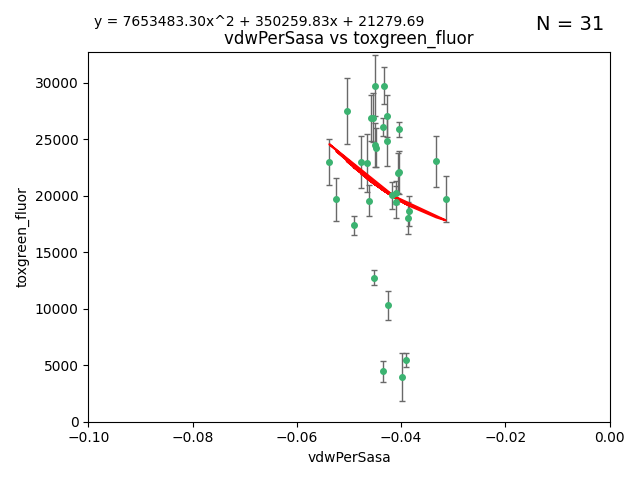 y = 7653483.30x^2 + 350259.83x + 21279.69
N = 31
vdwPerSasa vs toxgreen_fluor
30000
25000
20000
15000
10000
5000
0
toxgreen_fluor
−0.10 −0.08 −0.06 −0.04 −0.02 0.00
vdwPerSasa